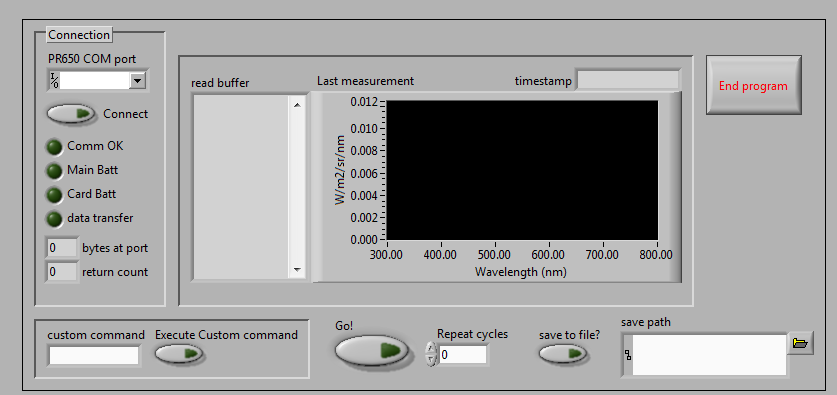 Connection
PR650 COM port
I/O
Connect
Comm OK
Main Batt
Card Batt
data transfer
0 bytes at port
0 return count
read buffer
Last measurement
timestamp
0.012
0.010
0.008
0.006
0.004
0.002
0.000
W/m2/sr/nm
300.00 400.00 500.00 600.00 700.00 800.00
Wavelength (nm)
End program
custom command
Execute Custom command
Go!
Repeat cycles
0
save to file?
save path